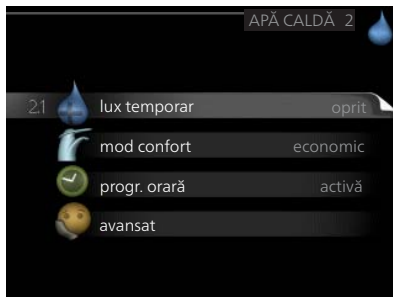 APĂ CALDĂ 2
2.1 lux temporar oprit
mod confort economic
progr. orară activă
avansat